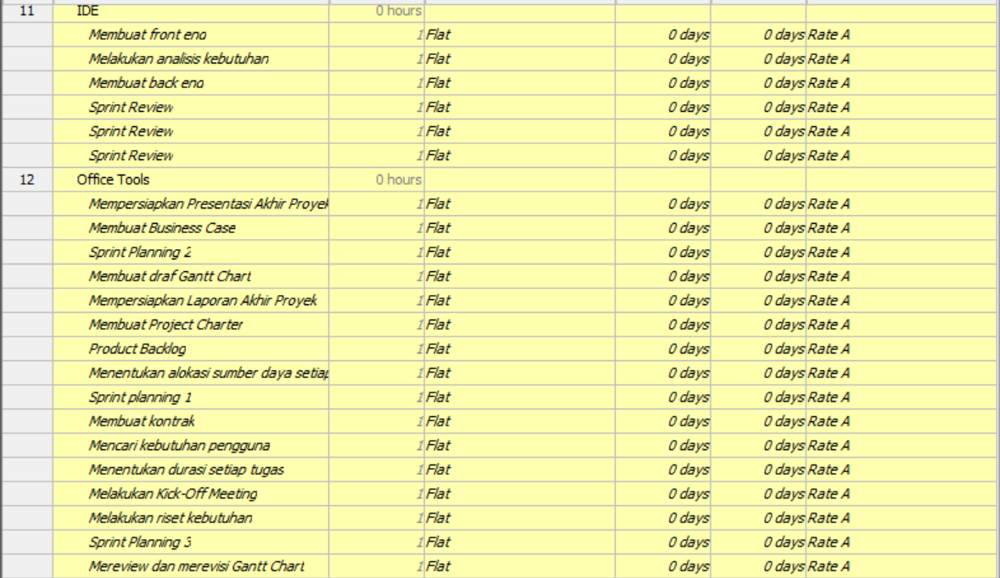 11 IDE 0 hours
Membuat front end 1 Flat 0 days 0 days Rate A
Melakukan analisis kebutuhan 1 Flat 0 days 0 days Rate A
Membuat back end 1 Flat 0 days 0 days Rate A
Sprint Review 1 Flat 0 days 0 days Rate A
Sprint Review 1 Flat 0 days 0 days Rate A
Sprint Review 1 Flat 0 days 0 days Rate A
12 Office Tools 0 hours
Mempersiapkan Presentasi Akhir Proyek 1 Flat 0 days 0 days Rate A
Membuat Business Case 1 Flat 0 days 0 days Rate A
Sprint Planning 2 1 Flat 0 days 0 days Rate A
Membuat draf Gantt Chart 1 Flat 0 days 0 days Rate A
Mempersiapkan Laporan Akhir Proyek 1 Flat 0 days 0 days Rate A
Membuat Project Charter 1 Flat 0 days 0 days Rate A
Product Backlog 1 Flat 0 days 0 days Rate A
Menentukan alokasi sumber daya setiap 1 Flat 0 days 0 days Rate A
Sprint planning 1 1 Flat 0 days 0 days Rate A
Membuat kontrak 1 Flat 0 days 0 days Rate A
Mencari kebutuhan pengguna 1 Flat 0 days 0 days Rate A
Menentukan durasi setiap tugas 1 Flat 0 days 0 days Rate A
Melakukan Kick-Off Meeting 1 Flat 0 days 0 days Rate A
Melakukan riset kebutuhan 1 Flat 0 days 0 days Rate A
Sprint Planning 3 1 Flat 0 days 0 days Rate A
Mereview dan merevisi Gantt Chart 1 Flat 0 days 0 days Rate A